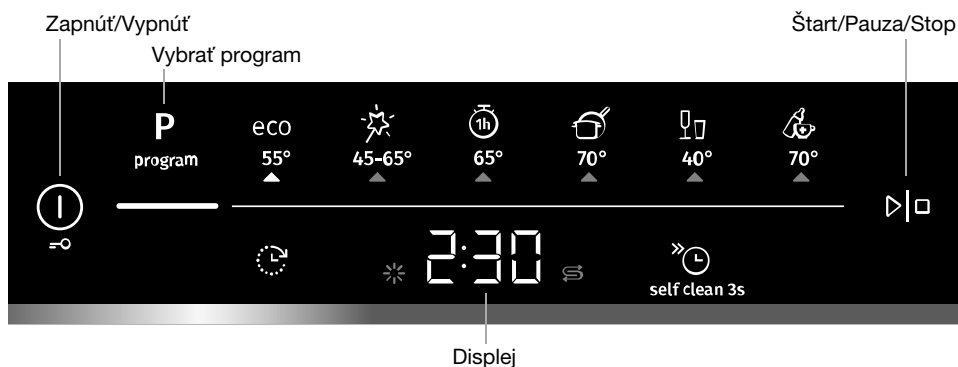 Zapnúť/Vypnúť
Štart/Pauza/Stop
Vybrať program
P
program
eco
55°
45-65°
1h
65°
70°
40°
70°
2:30
self clean 3s
Displej